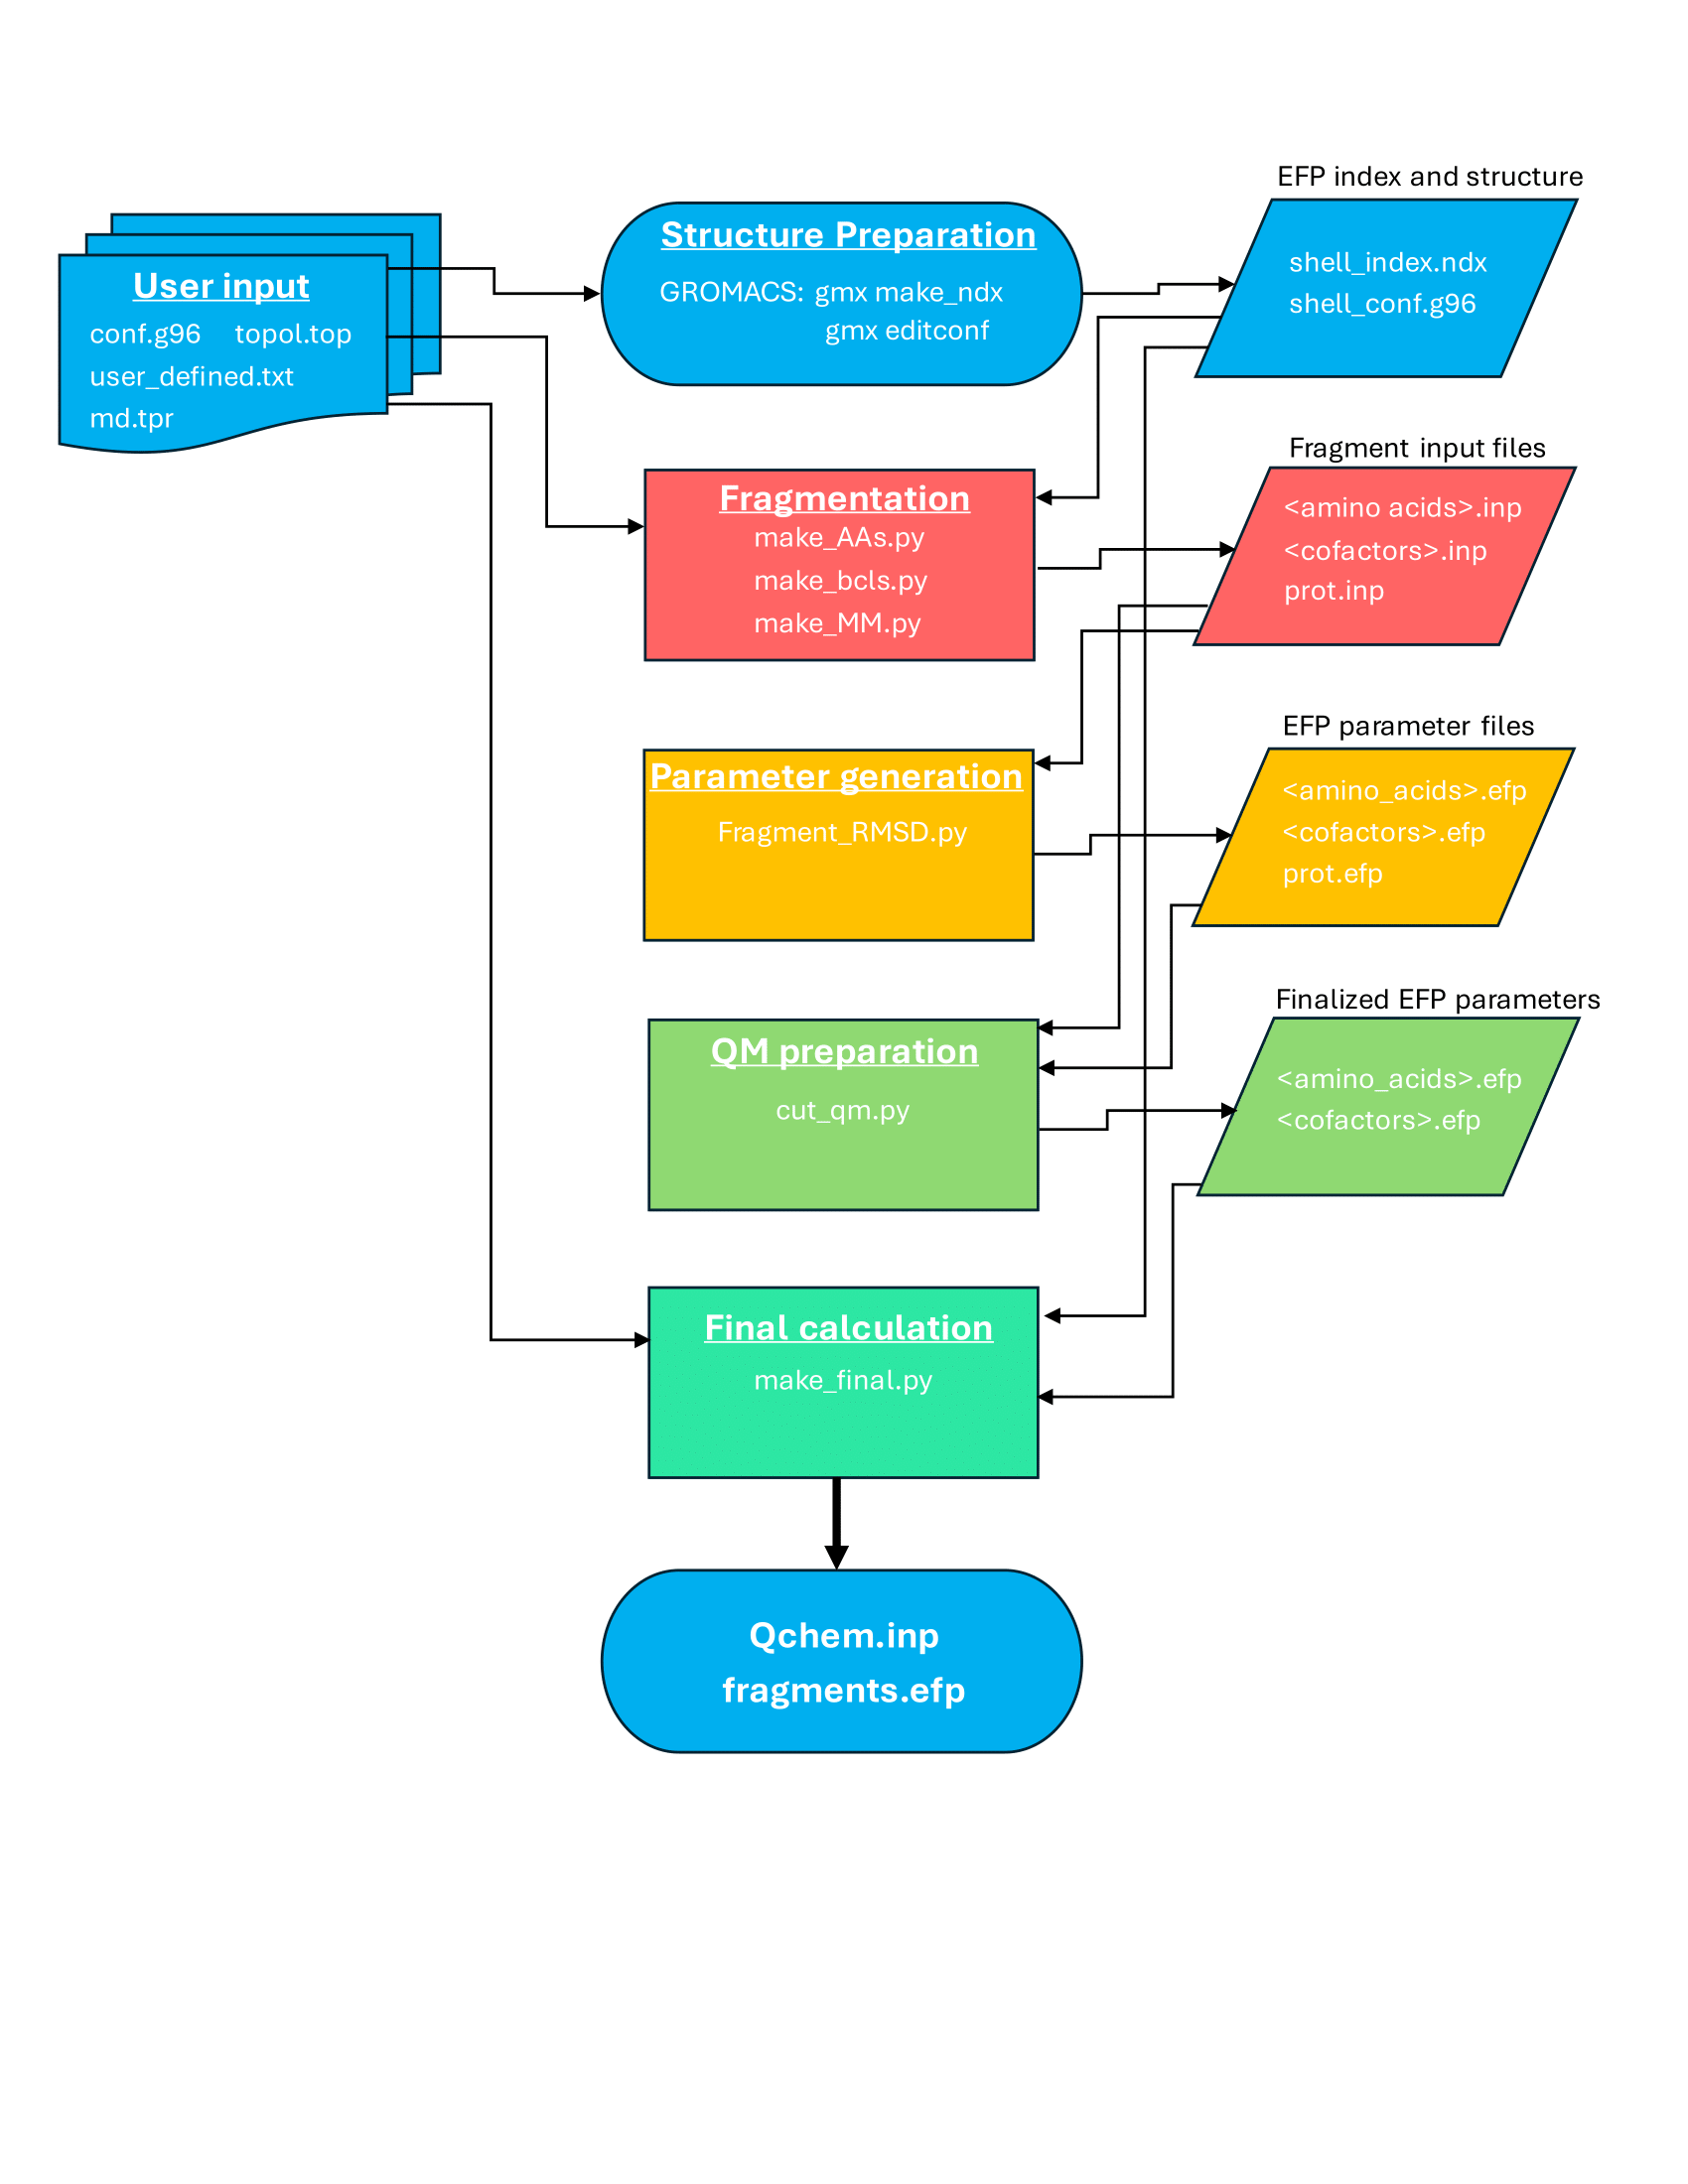 User input
conf.g96 topol.top
user_defined.txt
md.tpr
Structure Preparation
GROMACS: gmx make_ndx
gmx editconf
EFP index and structure
shell_index.ndx
shell_conf.g96
Fragmentation
make_AAs.py
make_bcls.py
make_MM.py
Fragment input files
<amino acids>.inp
<cofactors>.inp
prot.inp
Parameter generation
Fragment_RMSD.py
EFP parameter files
<amino_acids>.efp
<cofactors>.efp
prot.efp
QM preparation
cut_qm.py
Finalized EFP parameters
<amino_acids>.efp
<cofactors>.efp
Final calculation
make_final.py
Qchem.inp
fragments.efp